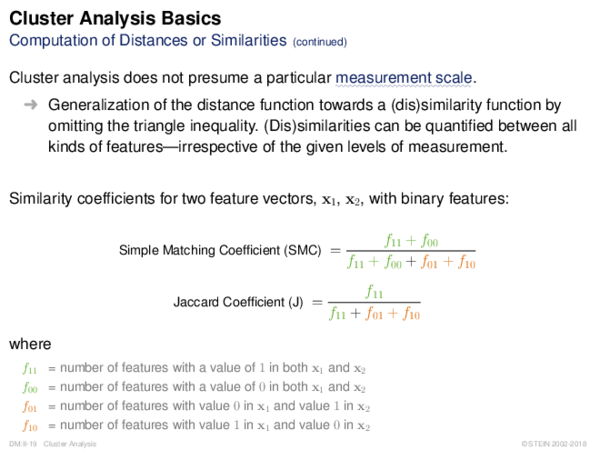 Cluster Analysis Basics
Computation of Distances or Similarities (continued)
Cluster analysis does not presume a particular measurement scale.
➔ Generalization of the distance function towards a (dis)similarity function by
omitting the triangle inequality. (Dis)similarities can be quantified between all
kinds of features—irrespective of the given levels of measurement.
Similarity coefficients for two feature vectors, x₁, x₂, with binary features:
Simple Matching Coefficient (SMC) = (f₁₁ + f₀₀) / (f₁₁ + f₀₀ + f₀₁ + f₁₀)
Jaccard Coefficient (J) = f₁₁ / (f₁₁ + f₀₁ + f₁₀)
where
f₁₁ = number of features with a value of 1 in both x₁ and x₂
f₀₀ = number of features with a value of 0 in both x₁ and x₂
f₀₁ = number of features with value 0 in x₁ and value 1 in x₂
f₁₀ = number of features with value 1 in x₁ and value 0 in x₂
DM:II-19 Cluster Analysis © STEIN 2002-2018